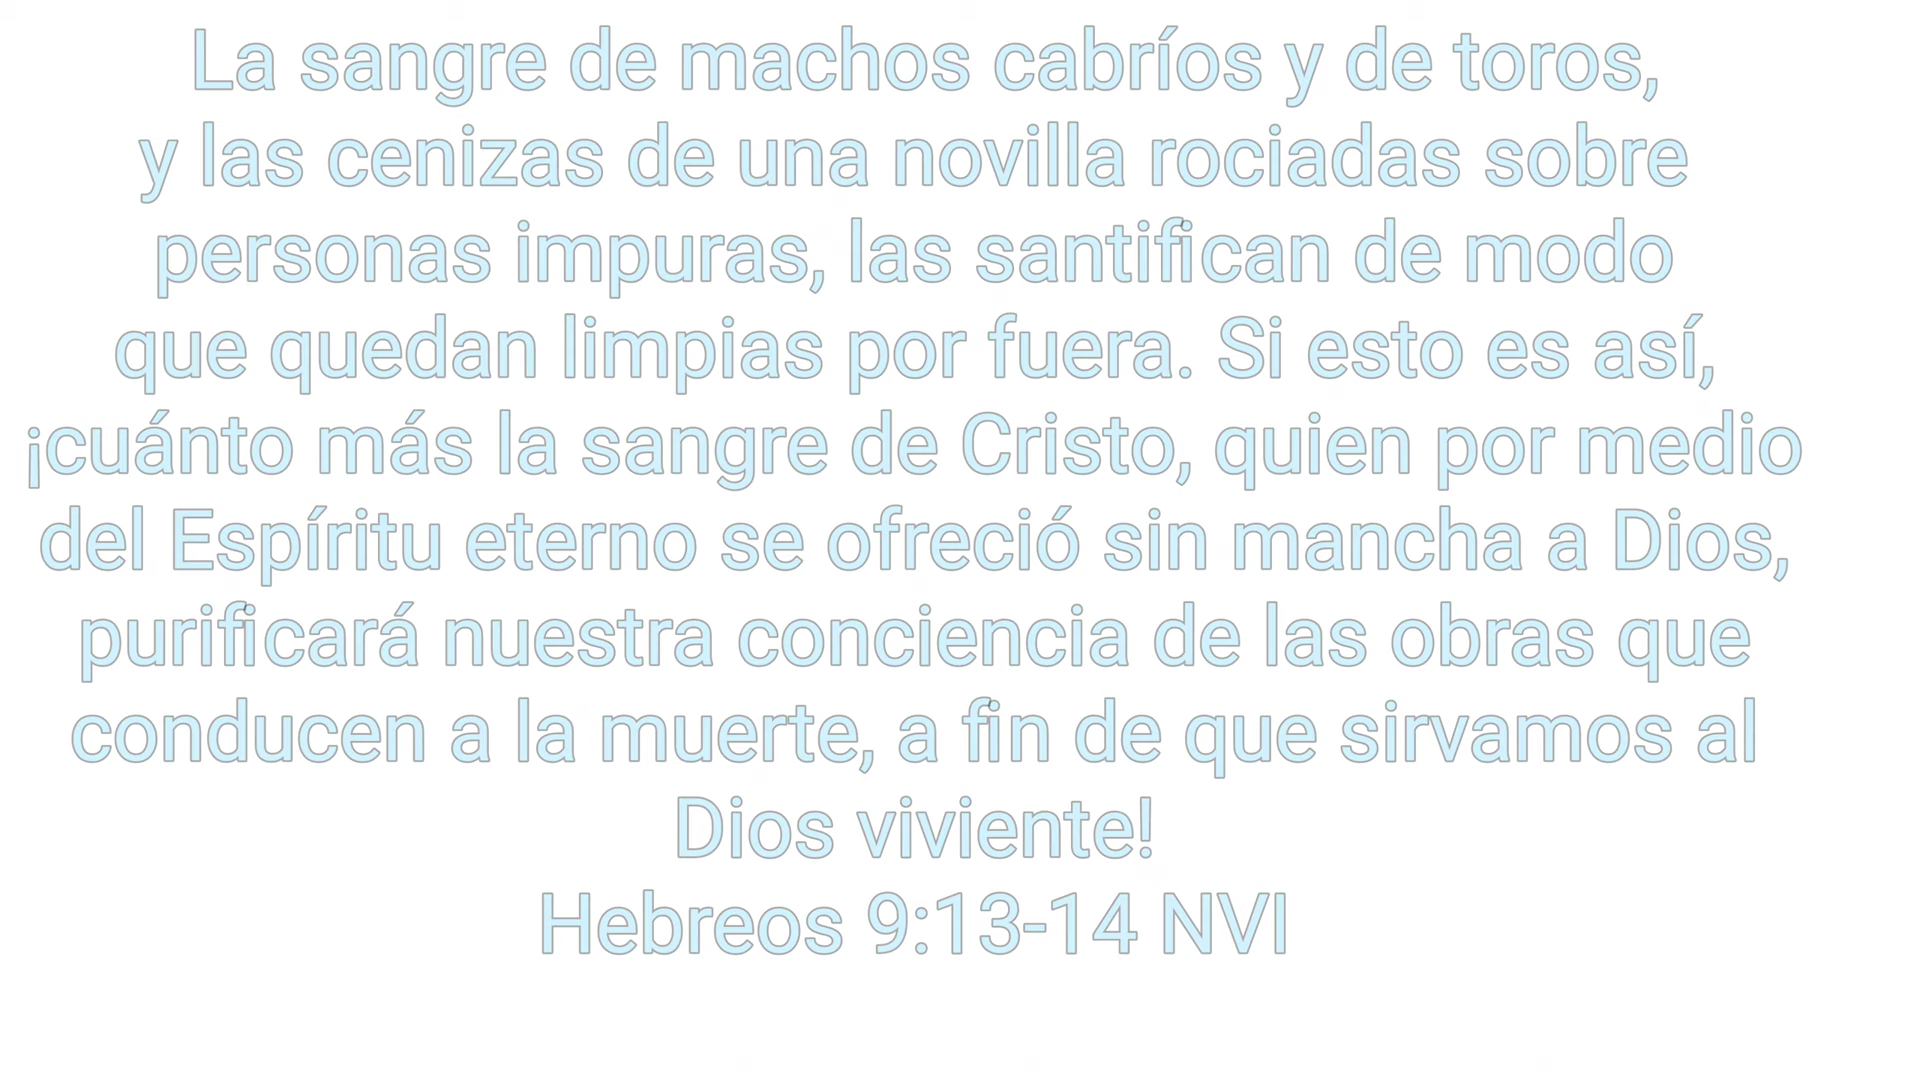 La sangre de machos cabríos y de toros,
y las cenizas de una novilla rociadas sobre
personas impuras, las santifican de modo
que quedan limpias por fuera. Si esto es así,
¡cuánto más la sangre de Cristo, quien por medio
del Espíritu eterno se ofreció sin mancha a Dios,
purificará nuestra conciencia de las obras que
conducen a la muerte, a fin de que sirvamos al
Dios viviente!
Hebreos 9:13-14 NVI